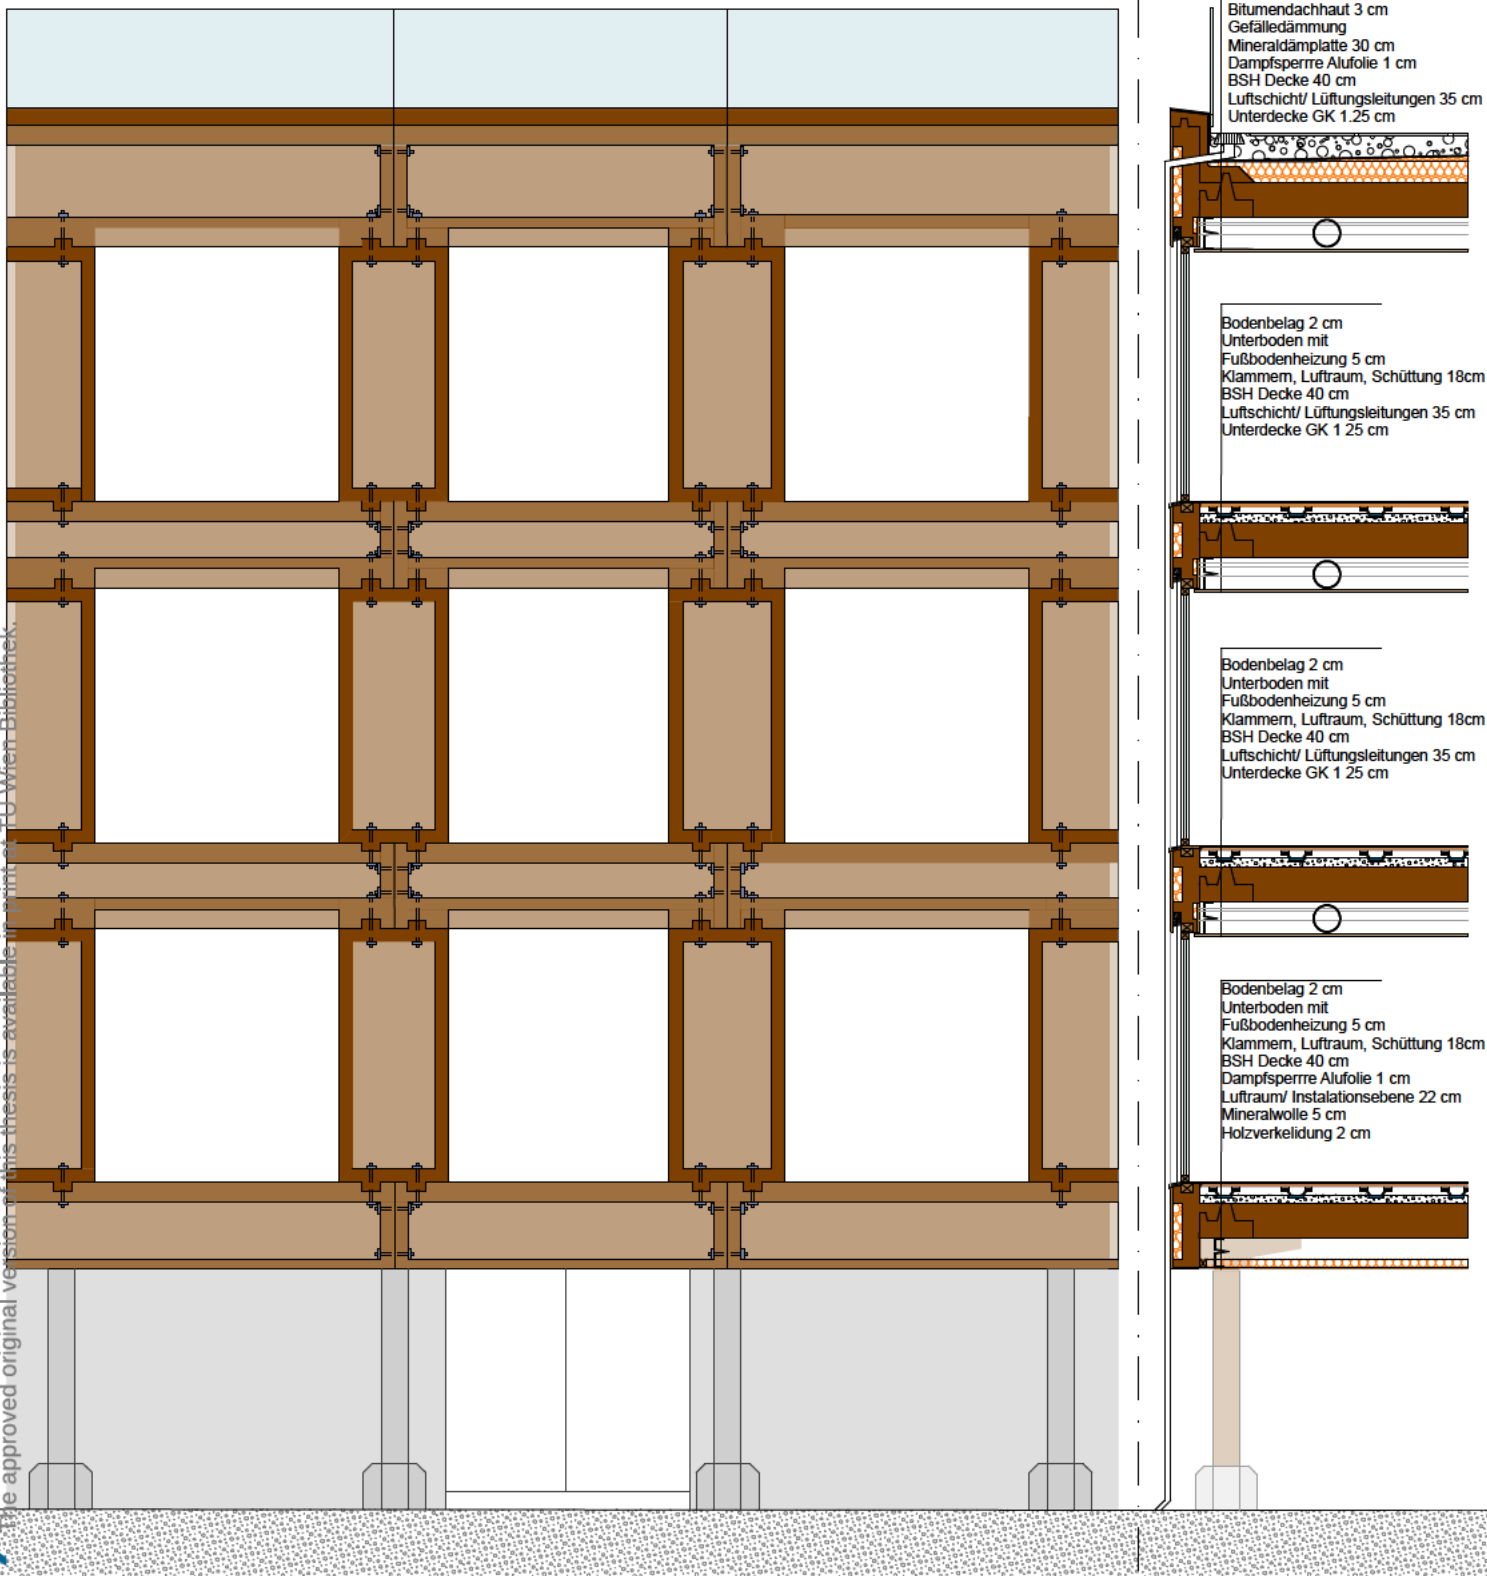 Bitumendachhaut 3 cm
Gefälledämmung
Mineraldämplatte 30 cm
Dampfsperrre Alufolie 1 cm
BSH Decke 40 cm
Luftschicht/ Lüftungsleitungen 35 cm
Unterdecke GK 1.25 cm
Bodenbelag 2 cm
Unterboden mit
Fußbodenheizung 5 cm
Klammern, Luftraum, Schüttung 18cm
BSH Decke 40 cm
Luftschicht/ Lüftungsleitungen 35 cm
Unterdecke GK 1 25 cm
Bodenbelag 2 cm
Unterboden mit
Fußbodenheizung 5 cm
Klammern, Luftraum, Schüttung 18cm
BSH Decke 40 cm
Luftschicht/ Lüftungsleitungen 35 cm
Unterdecke GK 1 25 cm
Bodenbelag 2 cm
Unterboden mit
Fußbodenheizung 5 cm
Klammern, Luftraum, Schüttung 18cm
BSH Decke 40 cm
Dampfsperrre Alufolie 1 cm
Luftraum/ Instalationsebene 22 cm
Mineralwolle 5 cm
Holzverkelidung 2 cm
The approved original version of this thesis is available in print at TU Wien Bibliothek.